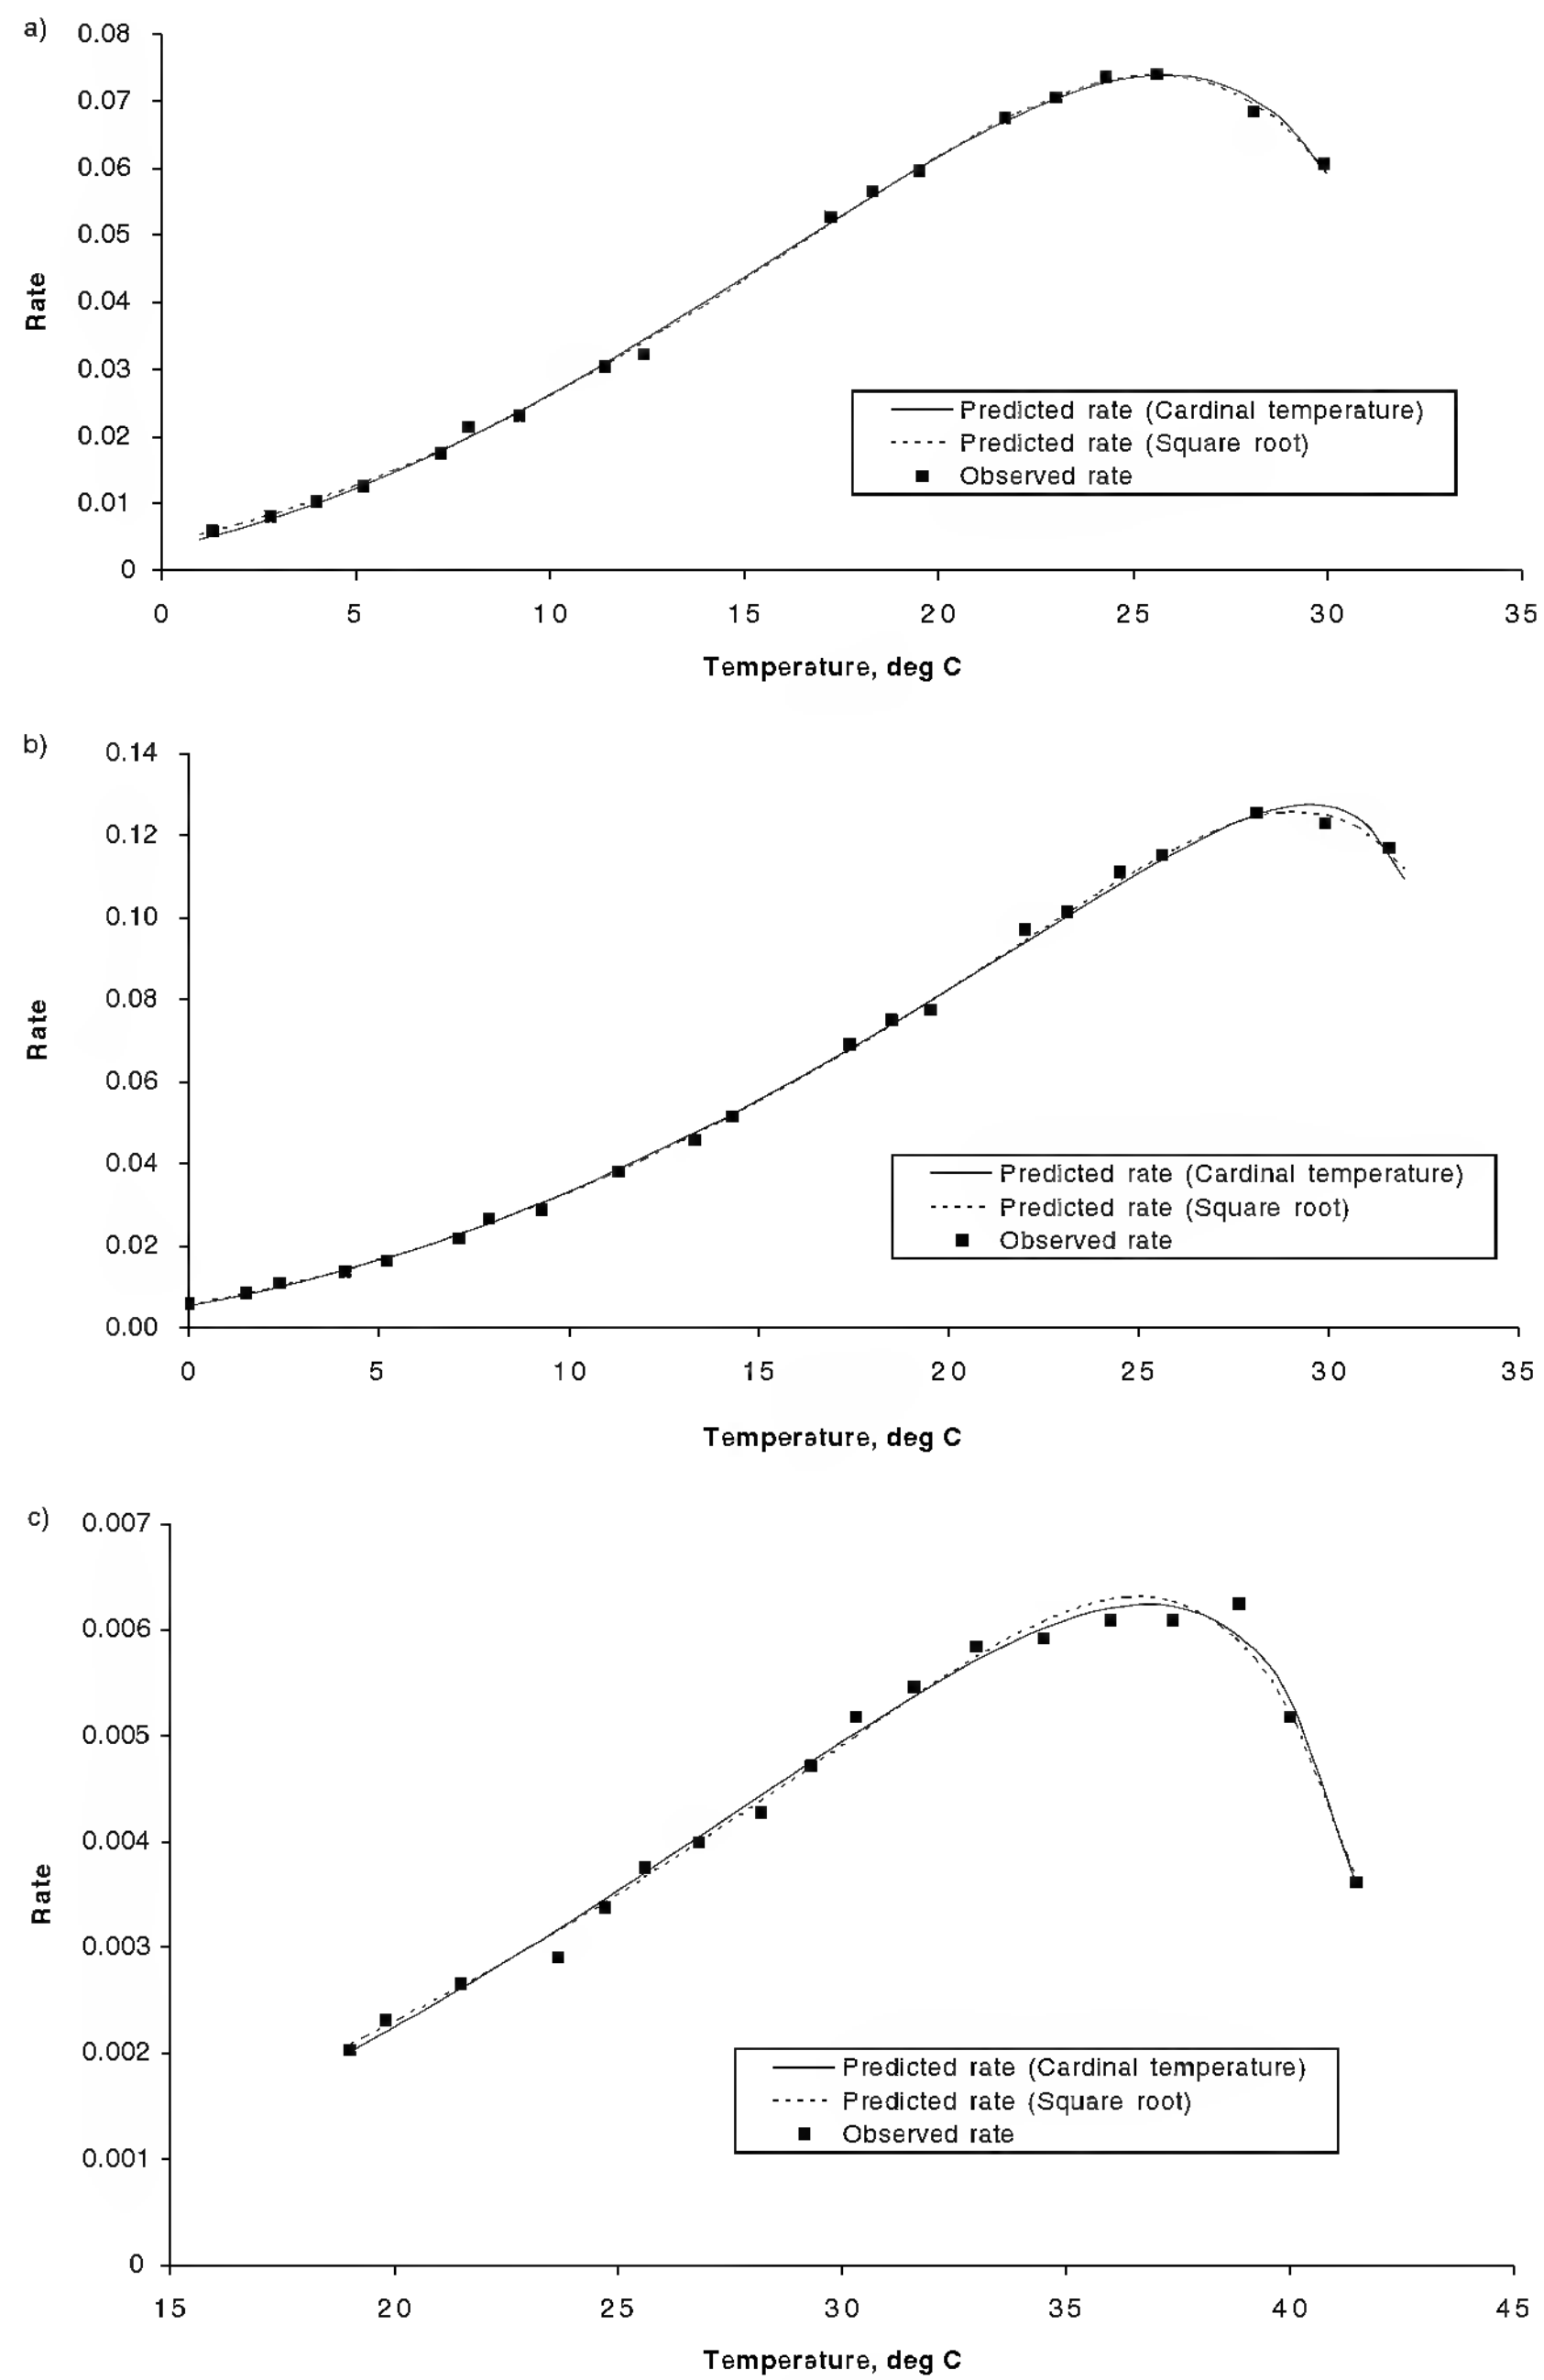 a)
0.08
0.07
0.06
0.05
0.04
0.03
0.02
0.01
0
Rate
Predicted rate (Cardinal temperature)
Predicted rate (Square root)
Observed rate
0 5 10 15 20 25 30 35
Temperature, deg C
b)
0.14
0.12
0.10
0.08
0.06
0.04
0.02
0.00
Rate
Predicted rate (Cardinal temperature)
Predicted rate (Square root)
Observed rate
0 5 10 15 20 25 30 35
Temperature, deg C
c)
0.007
0.006
0.005
0.004
0.003
0.002
0.001
0
Rate
Predicted rate (Cardinal temperature)
Predicted rate (Square root)
Observed rate
15 20 25 30 35 40 45
Temperature, deg C